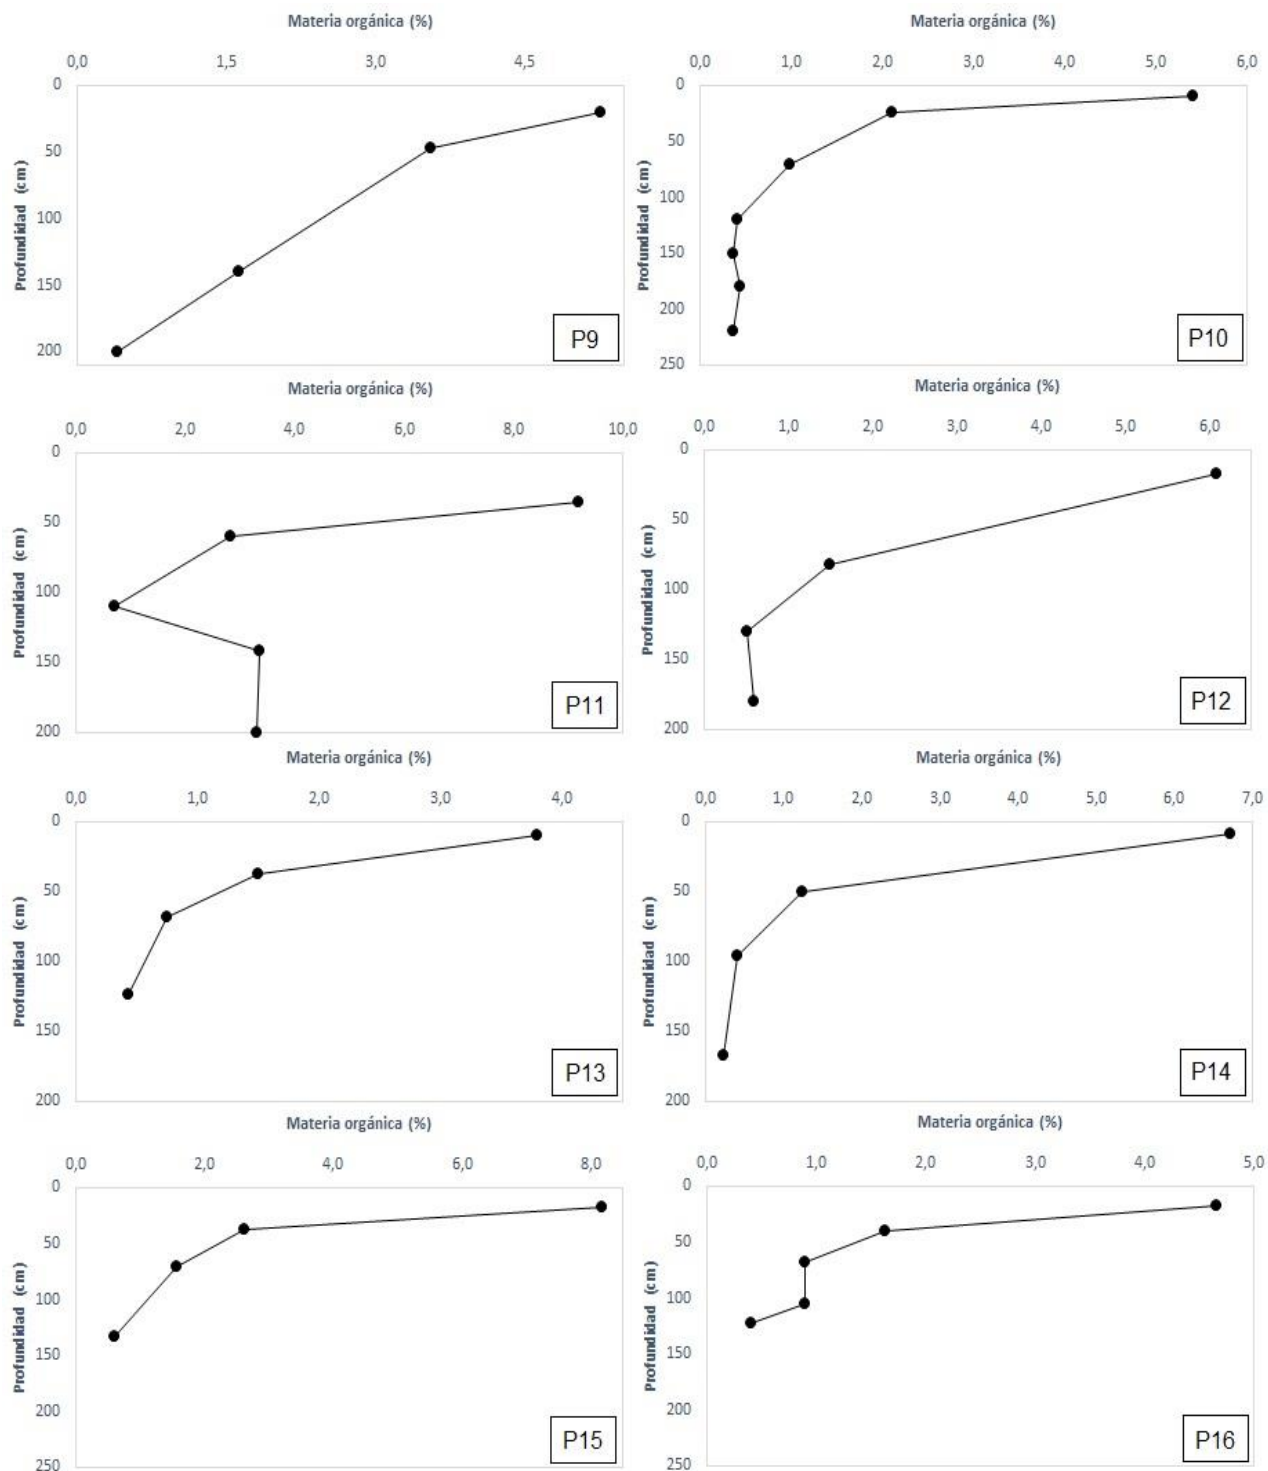 Materia orgánica (%)
0,0 1,5 3,0 4,5
0
50
100
150
200
Profundidad (cm)
P9
Materia orgánica (%)
0,0 1,0 2,0 3,0 4,0 5,0 6,0
0
50
100
150
200
250
Profundidad (cm)
P10
Materia orgánica (%)
0,0 2,0 4,0 6,0 8,0 10,0
0
50
100
150
200
Profundidad (cm)
P11
Materia orgánica (%)
0,0 1,0 2,0 3,0 4,0 5,0 6,0
0
50
100
150
200
Profundidad (cm)
P12
Materia orgánica (%)
0,0 1,0 2,0 3,0 4,0
0
50
100
150
200
Profundidad (cm)
P13
Materia orgánica (%)
0,0 1,0 2,0 3,0 4,0 5,0 6,0 7,0
0
50
100
150
200
Profundidad (cm)
P14
Materia orgánica (%)
0,0 2,0 4,0 6,0 8,0
0
50
100
150
200
250
Profundidad (cm)
P15
Materia orgánica (%)
0,0 1,0 2,0 3,0 4,0 5,0
0
50
100
150
200
250
Profundidad (cm)
P16